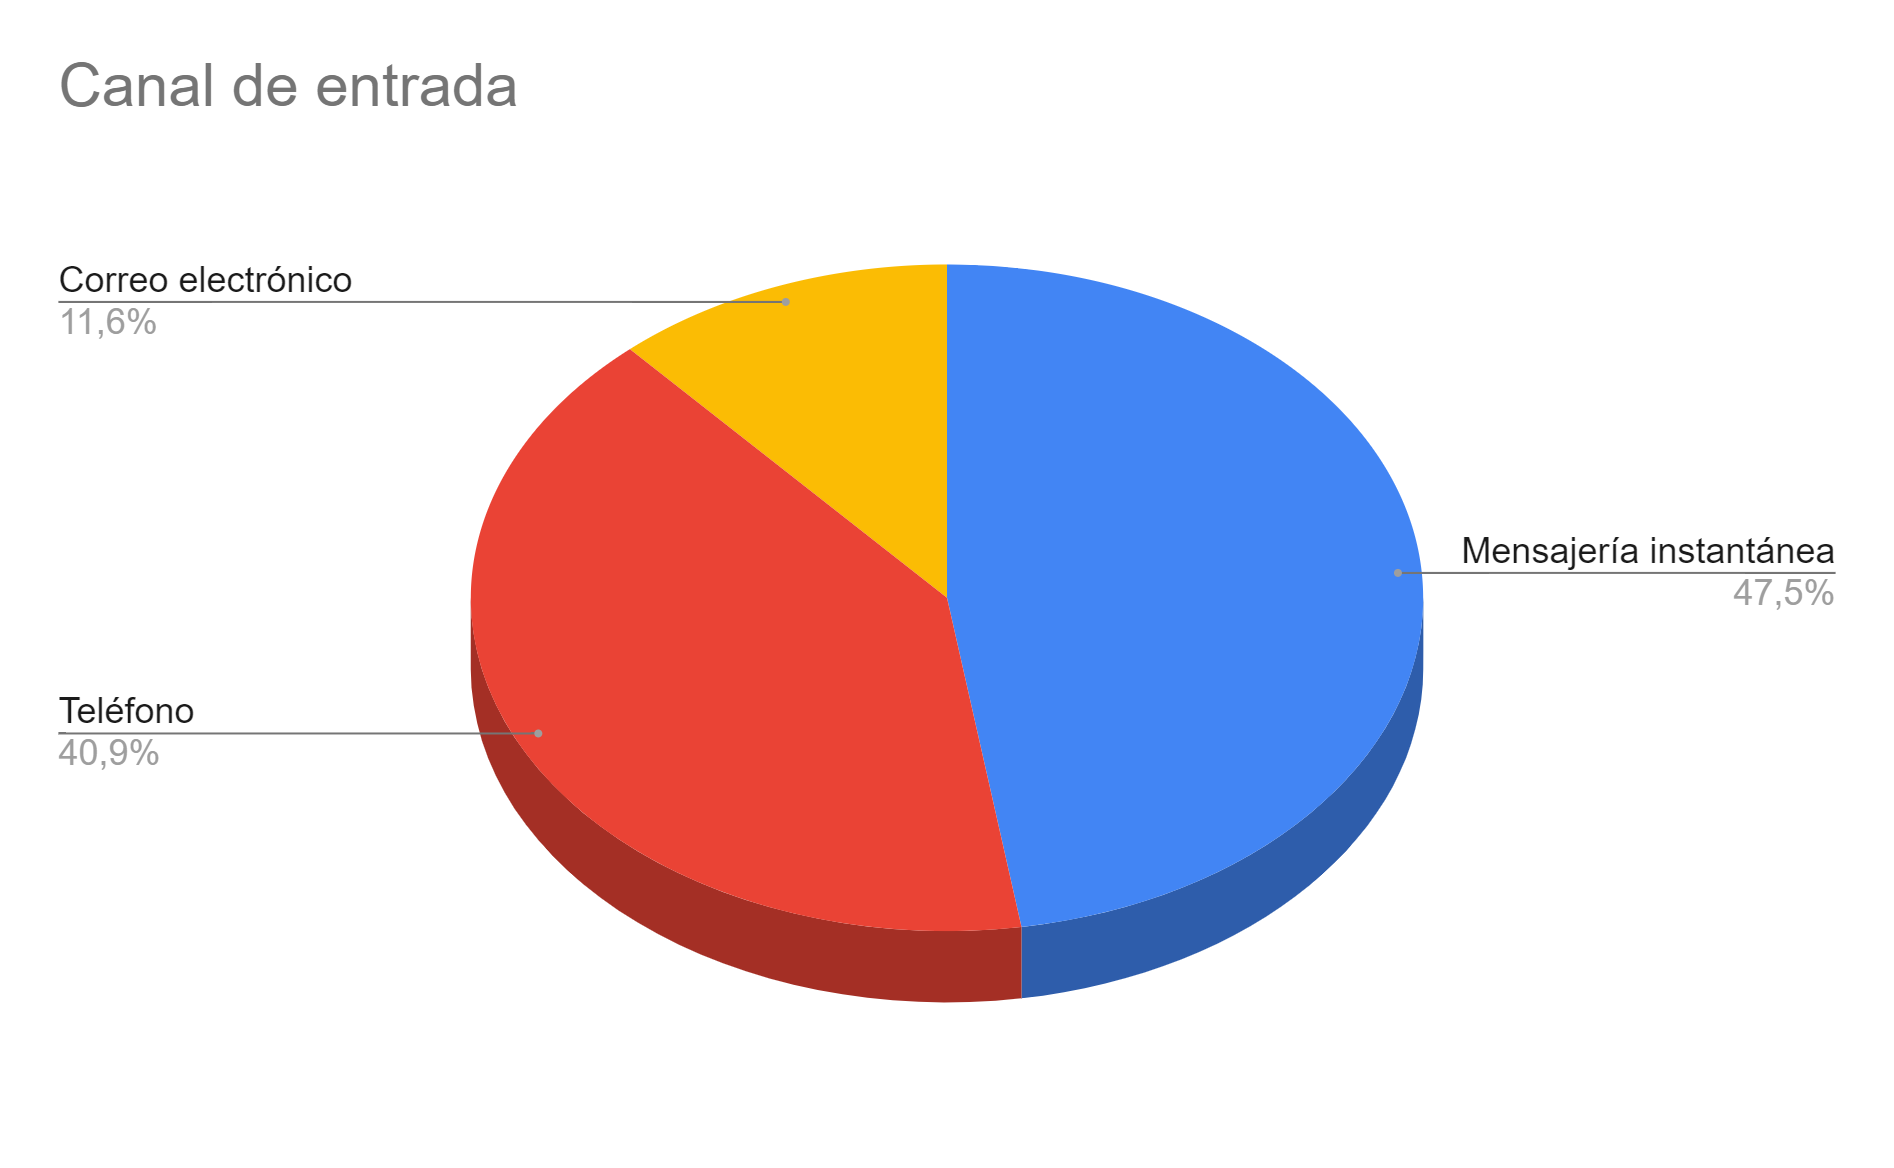 Canal de entrada
Correo electrónico
11,6%
Mensajería instantánea
47,5%
Teléfono
40,9%